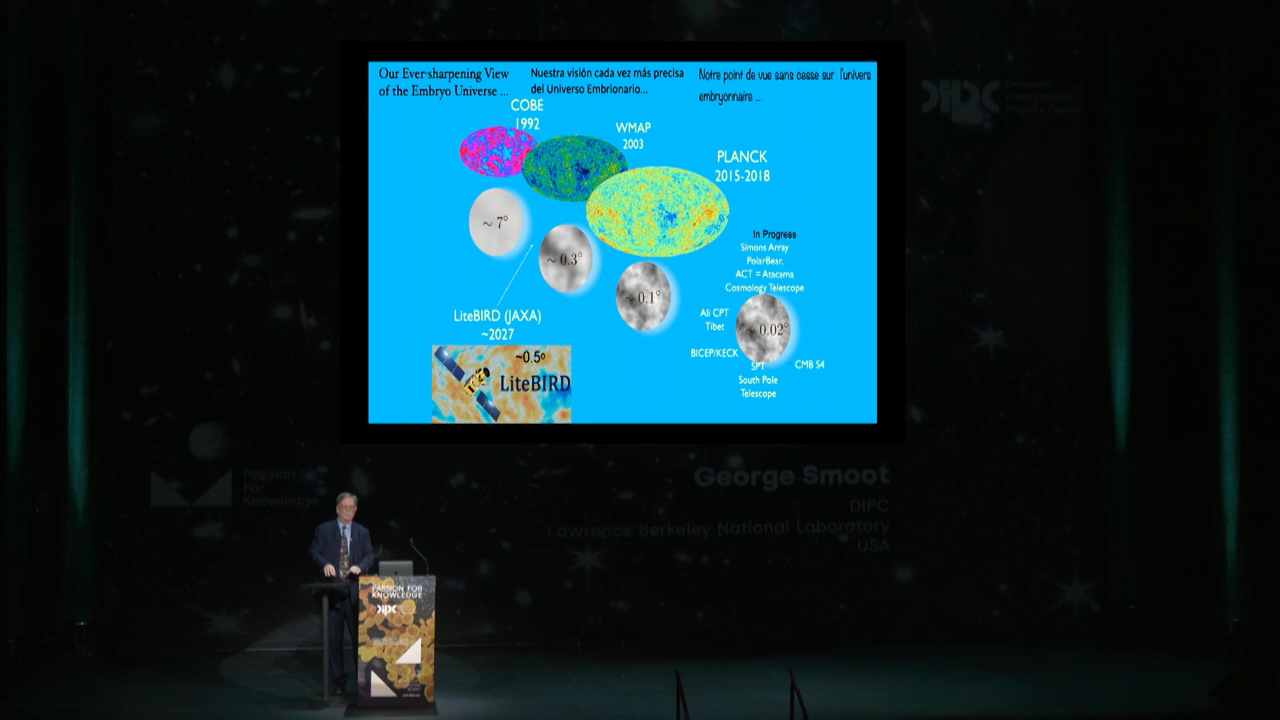 Our Ever-sharpening View
of the Embryo Universe ...
Nuestra visión cada vez más precisa
del Universo Embrionario...
Notre point de vue sans cesse sur l'univers
embryonnaire ...
COBE
1992
WMAP
2003
PLANCK
2015-2018
~ 7°
~ 0.3°
~ 0.1°
In Progress
Simons Array
PolarBear,
ACT = Atacama
Cosmology Telescope
Ali CPT
Tibet
~ 0.02°
BICEP/KECK
CMB S4
SPT
South Pole
Telescope
LiteBIRD (JAXA)
~2027
~0.5º
LiteBIRD
dipc
Passion
For
Knowledge
George Smoot
DIPC
Lawrence Berkeley National Laboratory
USA
PASSION FOR
KNOWLEDGE
dipc